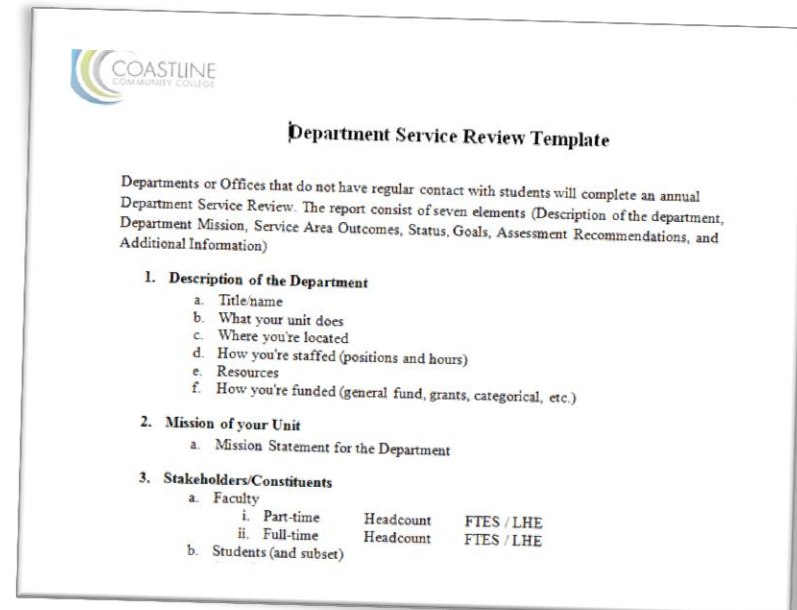 COASTLINE
COMMUNITY COLLEGE
Department Service Review Template
Departments or Offices that do not have regular contact with students will complete an annual
Department Service Review. The report consist of seven elements (Description of the department,
Department Mission, Service Area Outcomes, Status, Goals, Assessment Recommendations, and
Additional Information)
1. Description of the Department
a. Title/name
b. What your unit does
c. Where you're located
d. How you're staffed (positions and hours)
e. Resources
f. How you're funded (general fund, grants, categorical, etc.)
2. Mission of your Unit
a. Mission Statement for the Department
3. Stakeholders/Constituents
a. Faculty
i. Part-time Headcount FTES / LHE
ii. Full-time Headcount FTES / LHE
b. Students (and subset)